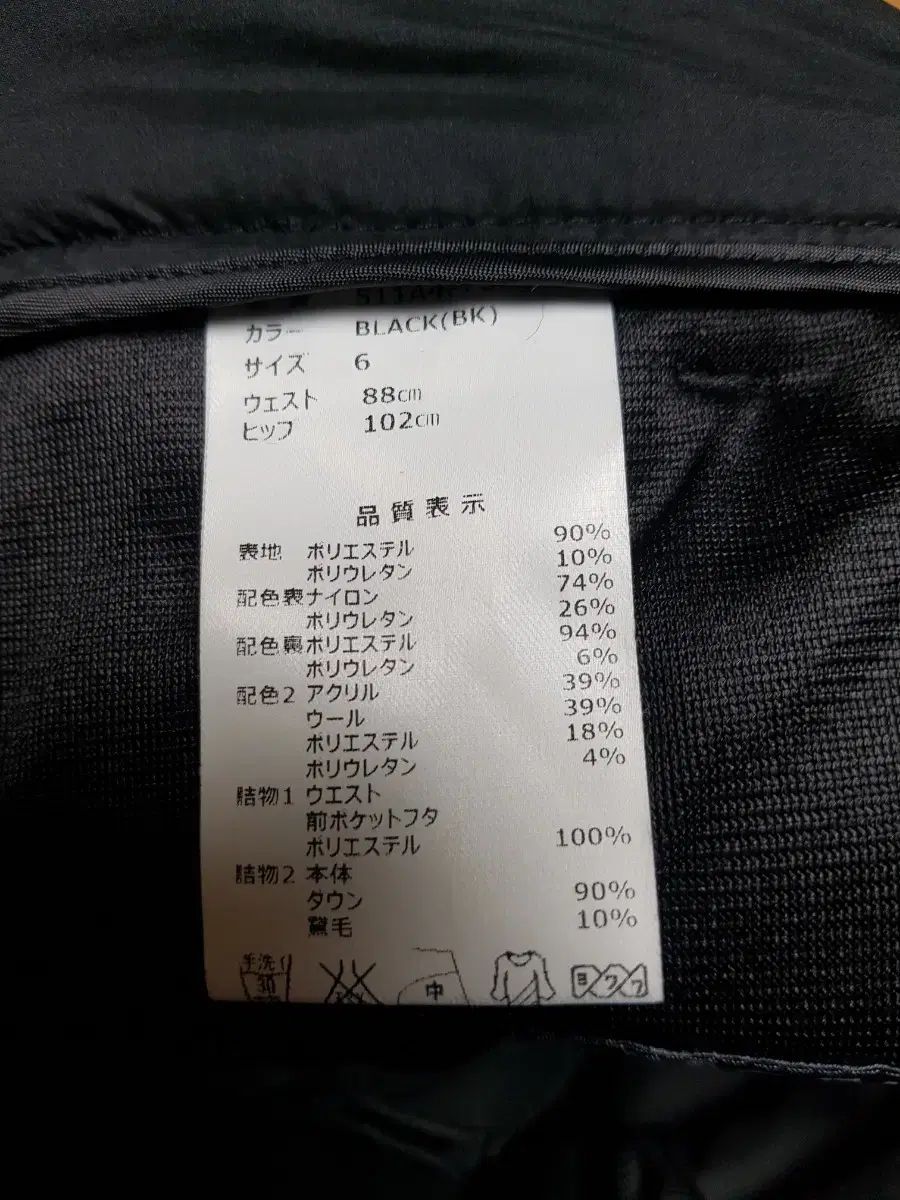 カラー BLACK(BK)
サイズ 6
ウェスト 88cm
ヒップ 102cm
品質表示
表地 ポリエステル 90%
ポリウレタン 10%
配色表 ナイロン 74%
ポリウレタン 26%
配色裏 ポリエステル 94%
ポリウレタン 6%
配色2 アクリル 39%
ウール 39%
ポリエステル 18%
ポリウレタン 4%
詰物1 ウエスト
前ポケットフタ
ポリエステル 100%
詰物2 本体
ダウン 90%
鵞毛 10%
手洗イ
30
中
ヨワク